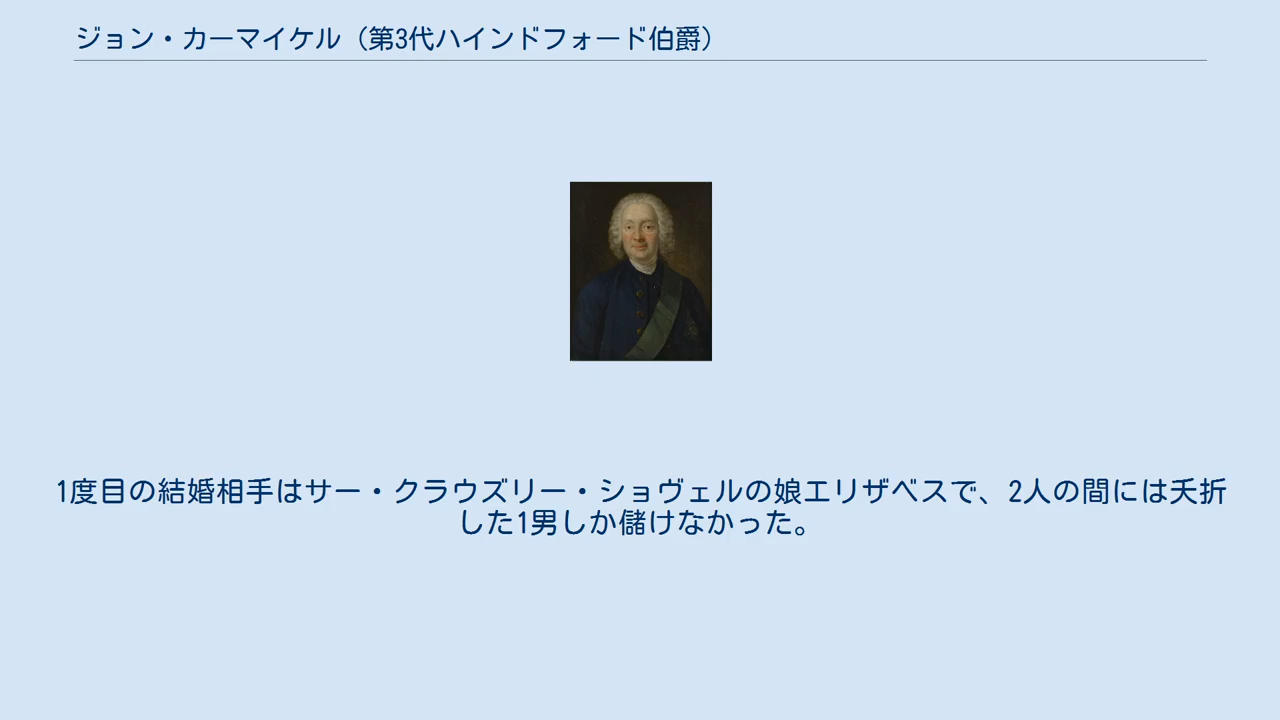 ジョン・カーマイケル（第3代ハインドフォード伯爵）
1度目の結婚相手はサー・クラウズリー・ショヴェルの娘エリザベスで、2人の間には夭折
した1男しか儲けなかった。